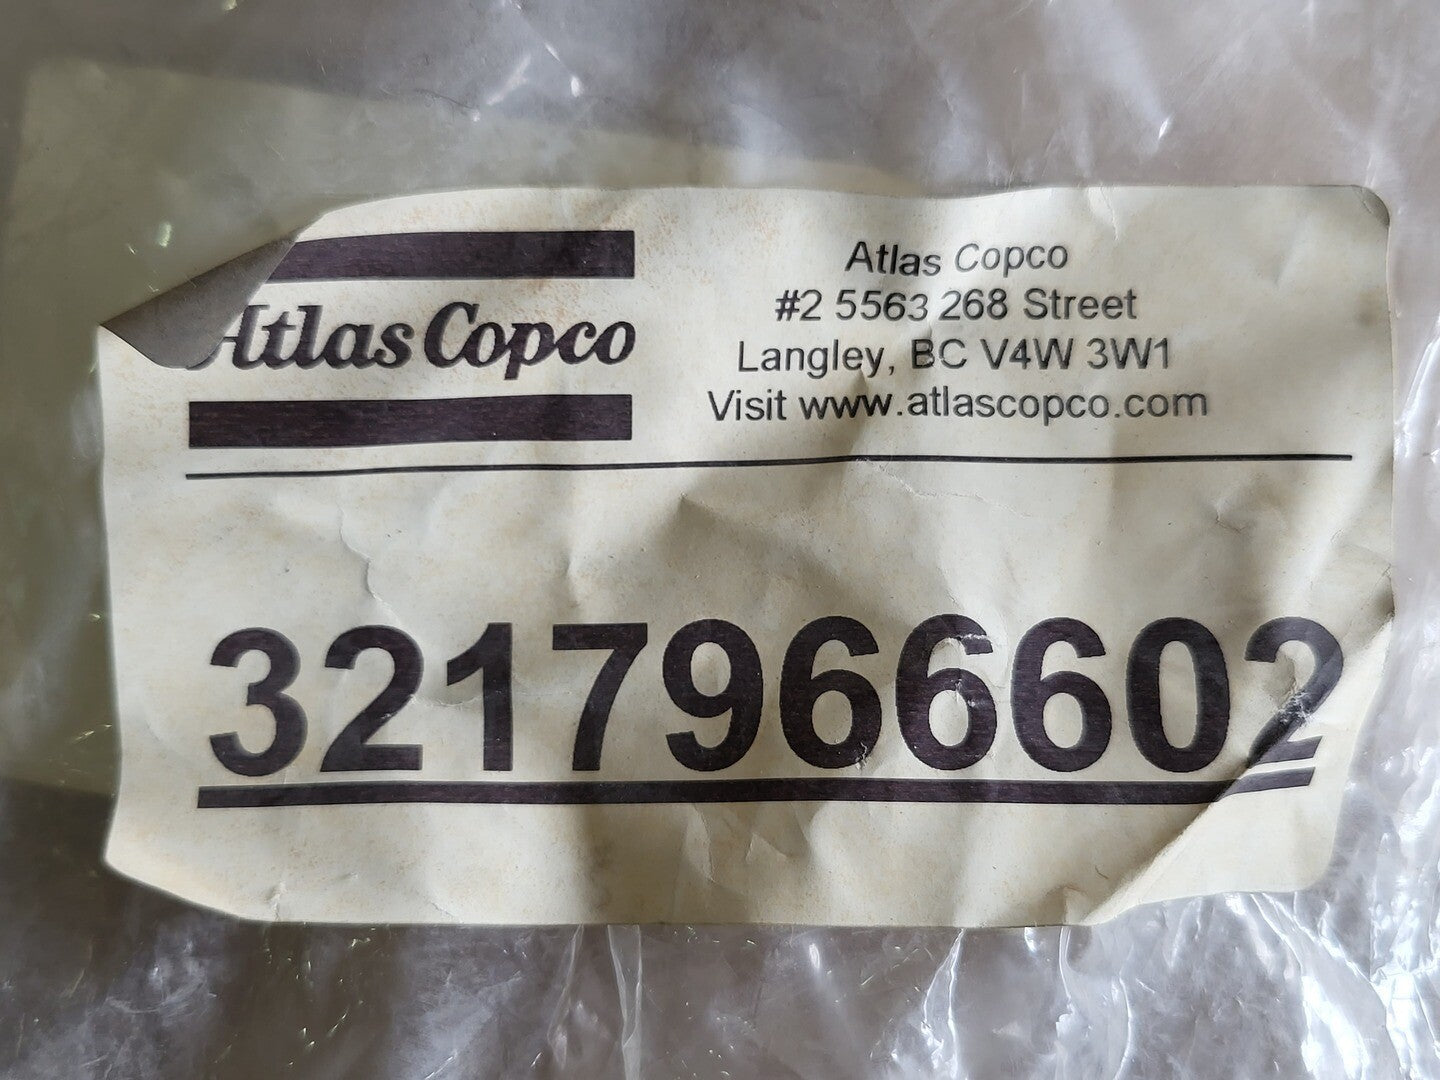 Atlas Copco
Atlas Copco
#2 5563 268 Street
Langley, BC V4W 3W1
Visit www.atlascopco.com
3217966602